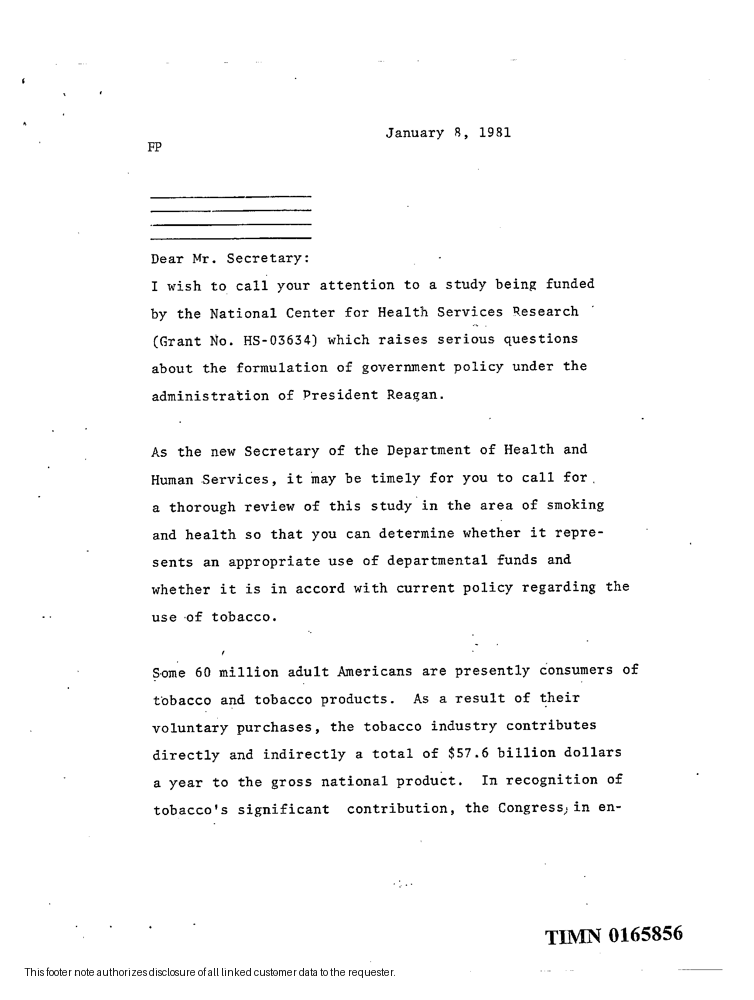 January 8, 1981
FP
Dear Mr. Secretary:
I wish to call your attention to a study being funded
by the National Center for Health Services Research
(Grant No. HS-03634) which raises serious questions
about the formulation of government policy under the
administration of President Reagan.
As the new Secretary of the Department of Health and
Human Services, it may be timely for you to call for
a thorough review of this study in the area of smoking
and health so that you can determine whether it repre-
sents an appropriate use of departmental funds and
whether it is in accord with current policy regarding the
use of tobacco.
Some 60 million adult Americans are presently consumers of
tobacco and tobacco products. As a result of their
voluntary purchases, the tobacco industry contributes
directly and indirectly a total of $57.6 billion dollars
a year to the gross national product. In recognition of
tobacco's significant contribution, the Congress, in en-
TIMN 0165856
This footer note authorizes disclosure of all linked customer data to the requester.